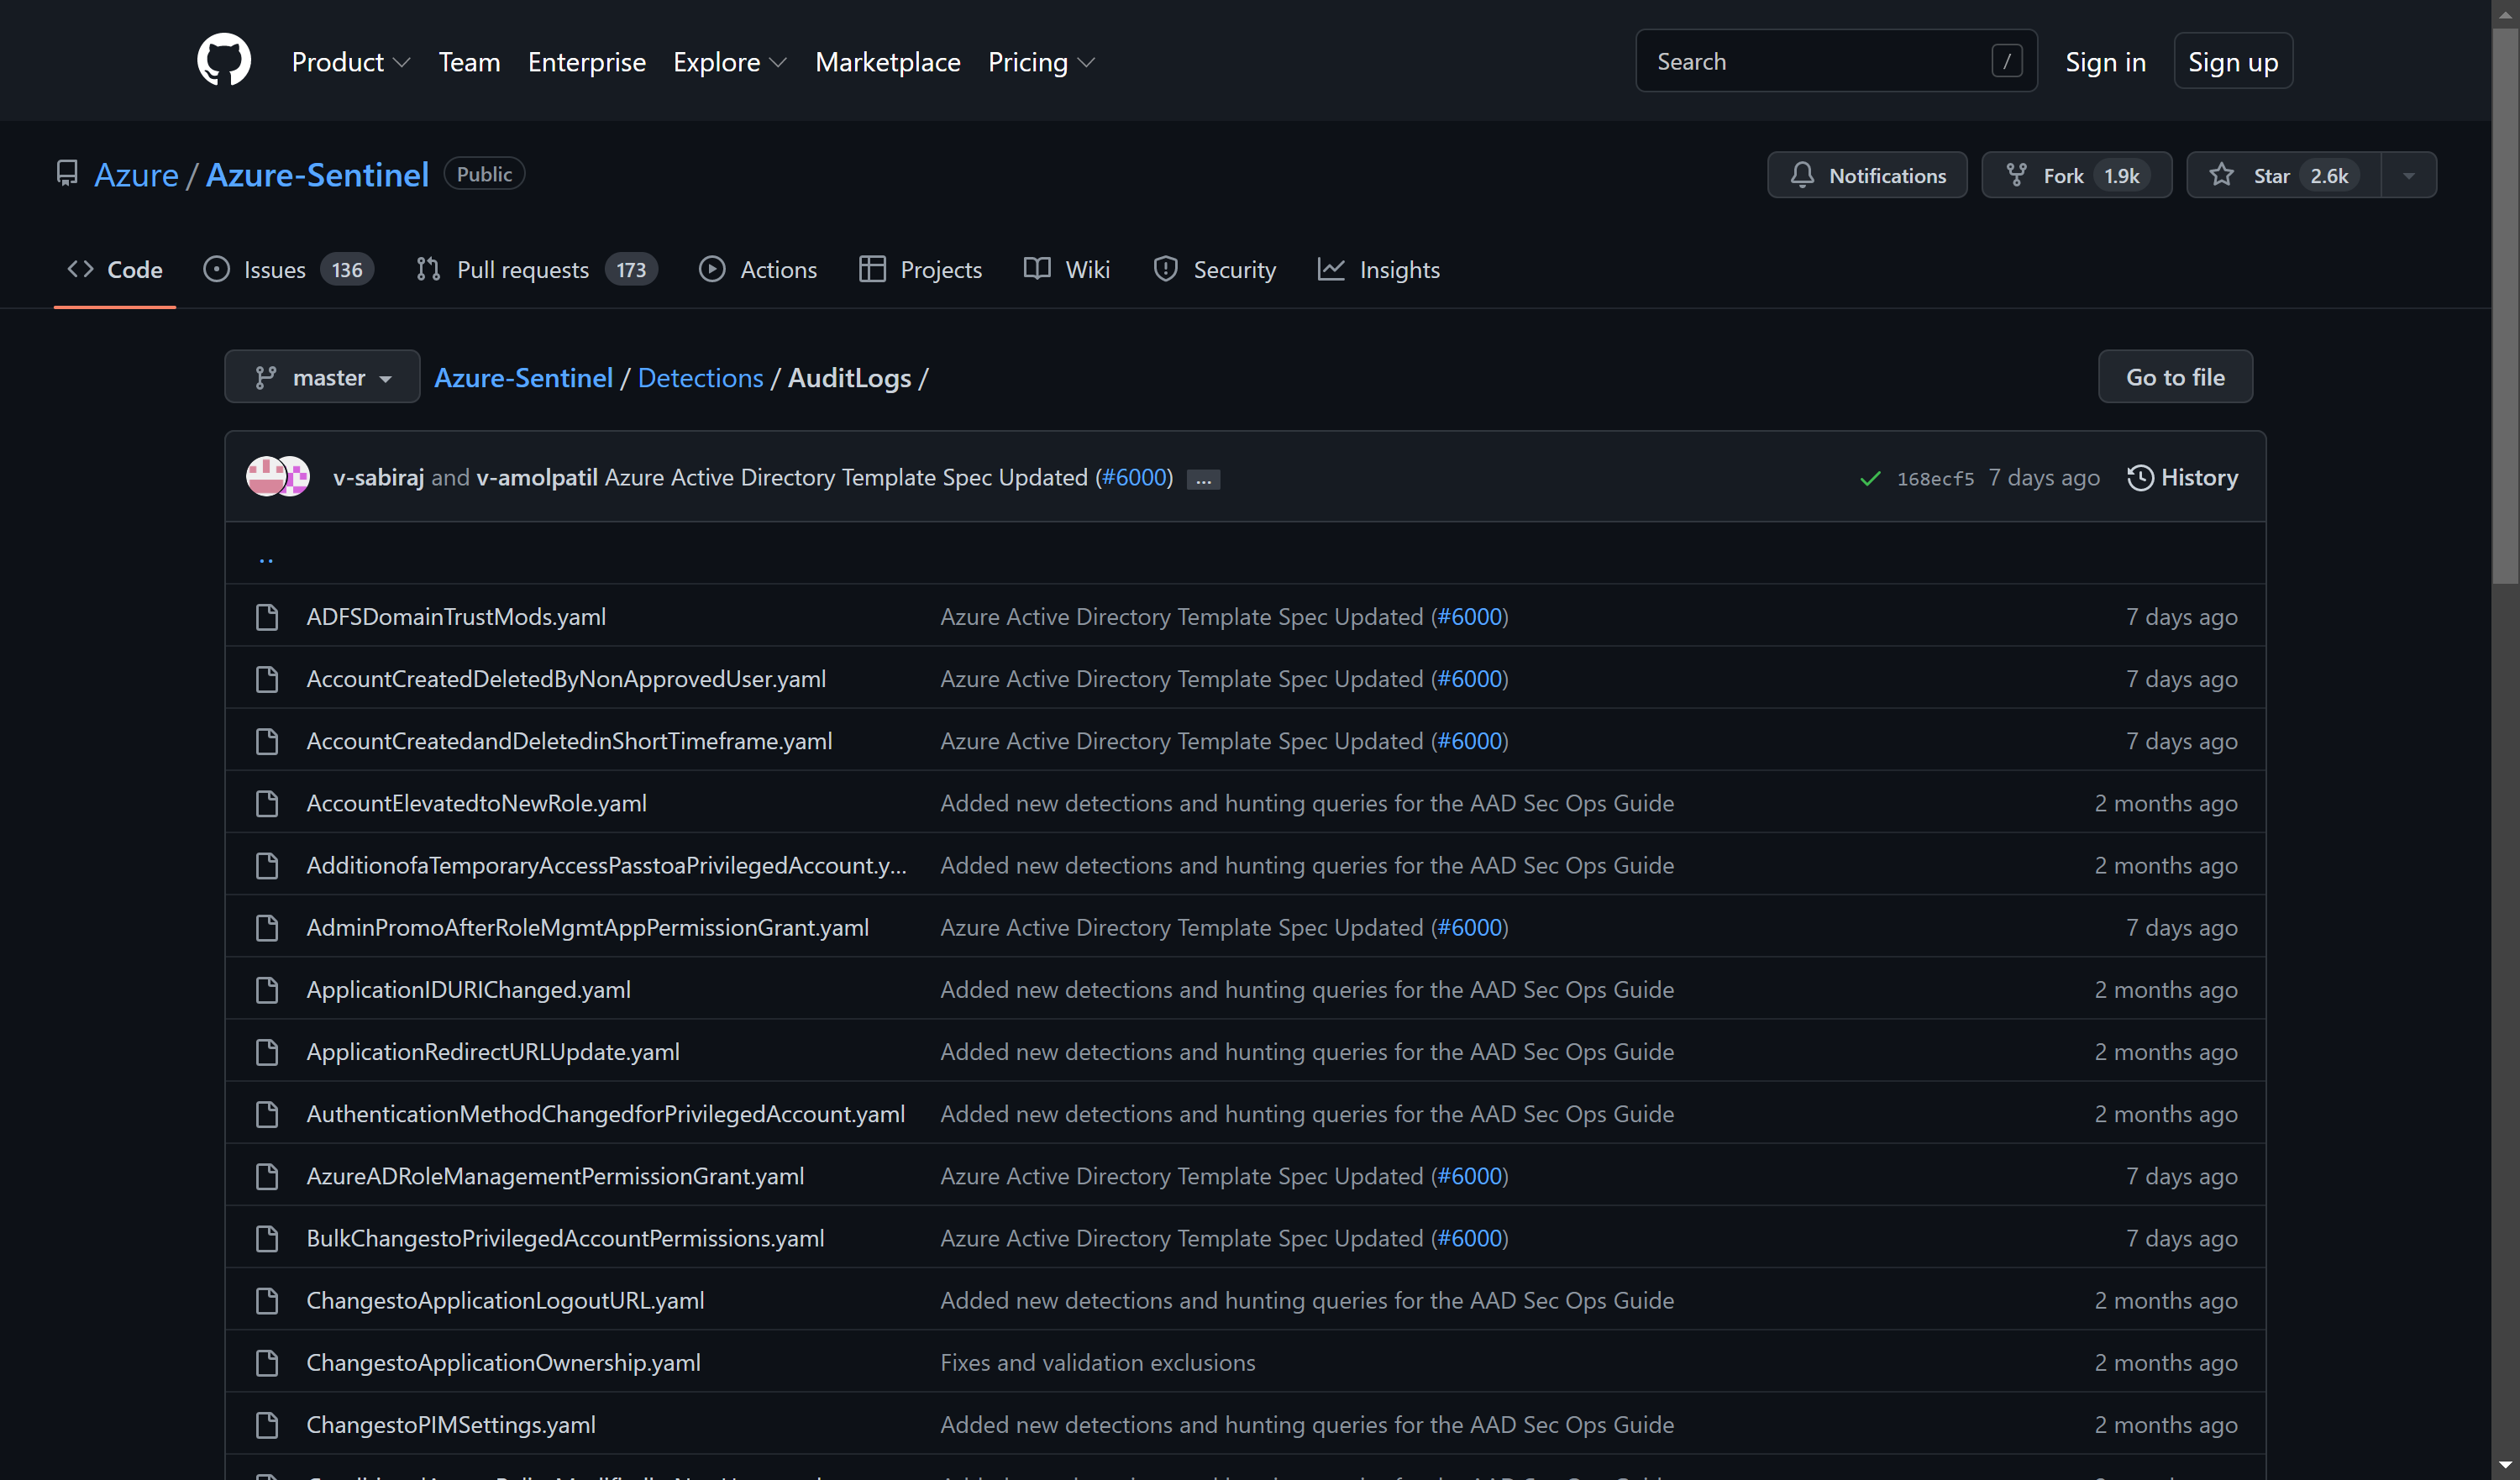 Product Team Enterprise Explore Marketplace Pricing Search / Sign in Sign up
Azure / Azure-Sentinel Public Notifications Fork 1.9k Star 2.6k
Code Issues 136 Pull requests 173 Actions Projects Wiki Security Insights
master Azure-Sentinel / Detections / AuditLogs / Go to file
v-sabiraj and v-amolpatil Azure Active Directory Template Spec Updated (#6000) ... 168ecf5 7 days ago History
..
ADFSDomainTrustMods.yaml Azure Active Directory Template Spec Updated (#6000) 7 days ago
AccountCreatedDeletedByNonApprovedUser.yaml Azure Active Directory Template Spec Updated (#6000) 7 days ago
AccountCreatedandDeletedinShortTimeframe.yaml Azure Active Directory Template Spec Updated (#6000) 7 days ago
AccountElevatedtoNewRole.yaml Added new detections and hunting queries for the AAD Sec Ops Guide 2 months ago
AdditionofaTemporaryAccessPasstoaPrivilegedAccount.y... Added new detections and hunting queries for the AAD Sec Ops Guide 2 months ago
AdminPromoAfterRoleMgmtAppPermissionGrant.yaml Azure Active Directory Template Spec Updated (#6000) 7 days ago
ApplicationIDURIChanged.yaml Added new detections and hunting queries for the AAD Sec Ops Guide 2 months ago
ApplicationRedirectURLUpdate.yaml Added new detections and hunting queries for the AAD Sec Ops Guide 2 months ago
AuthenticationMethodChangedforPrivilegedAccount.yaml Added new detections and hunting queries for the AAD Sec Ops Guide 2 months ago
AzureADRoleManagementPermissionGrant.yaml Azure Active Directory Template Spec Updated (#6000) 7 days ago
BulkChangestoPrivilegedAccountPermissions.yaml Azure Active Directory Template Spec Updated (#6000) 7 days ago
ChangestoApplicationLogoutURL.yaml Added new detections and hunting queries for the AAD Sec Ops Guide 2 months ago
ChangestoApplicationOwnership.yaml Fixes and validation exclusions 2 months ago
ChangestoPIMSettings.yaml Added new detections and hunting queries for the AAD Sec Ops Guide 2 months ago